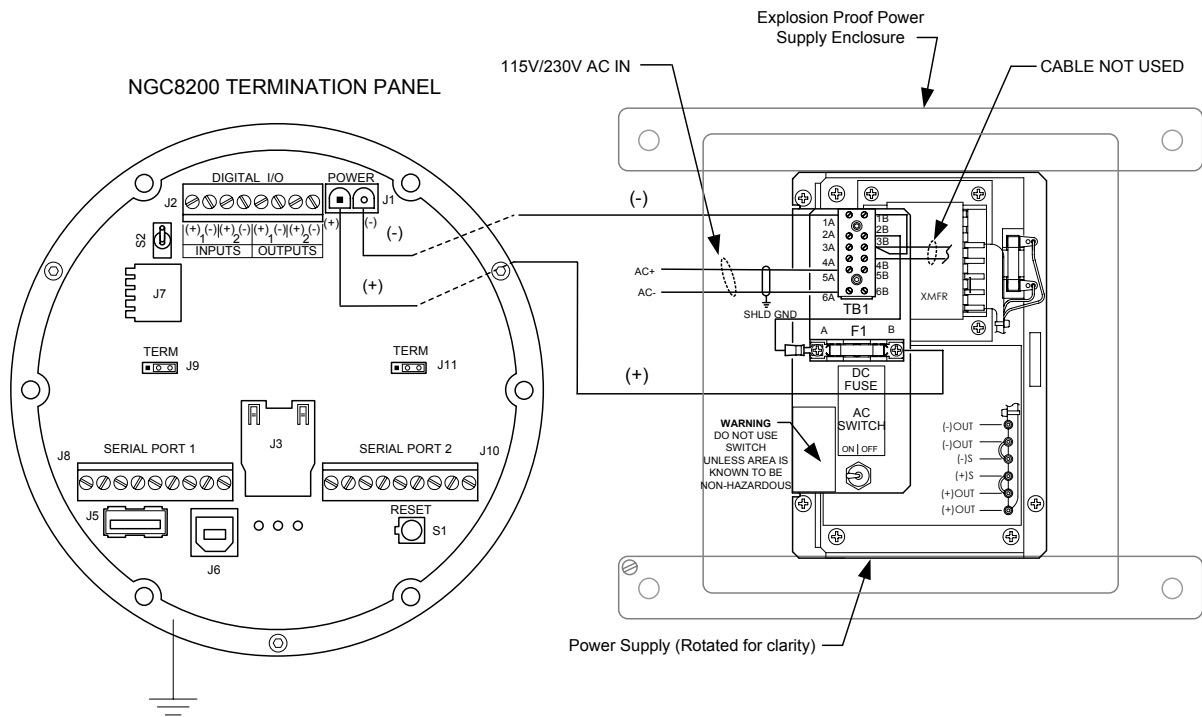 Explosion Proof Power
Supply Enclosure
115V/230V AC IN
CABLE NOT USED
NGC8200 TERMINATION PANEL
DIGITAL I/O
POWER
J2
J1
(+) (-) (+) (-) (+) (-) (+) (-)
1 2 1 2
INPUTS OUTPUTS
(+)
(-)
S2
(-)
(-)
(+)
(+)
J7
TERM
J9
TERM
J11
J3
SERIAL PORT 1
J8
SERIAL PORT 2
J10
J5
J6
RESET
S1
1A
2A
3A
4A
5A
6A
1B
2B
3B
4B
5B
6B
AC+
AC-
SHLD GND
TB1
XMFR
A F1 B
DC
FUSE
AC
SWITCH
ON | OFF
WARNING
DO NOT USE
SWITCH
UNLESS AREA IS
KNOWN TO BE
NON-HAZARDOUS
(-)OUT
(-)OUT
(-)S
(+)S
(+)OUT
(+)OUT
Power Supply (Rotated for clarity)